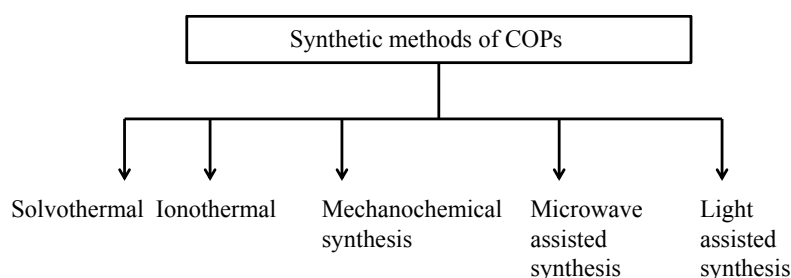 Synthetic methods of COPs
Solvothermal
Ionothermal
Mechanochemical
synthesis
Microwave
assisted
synthesis
Light
assisted
synthesis